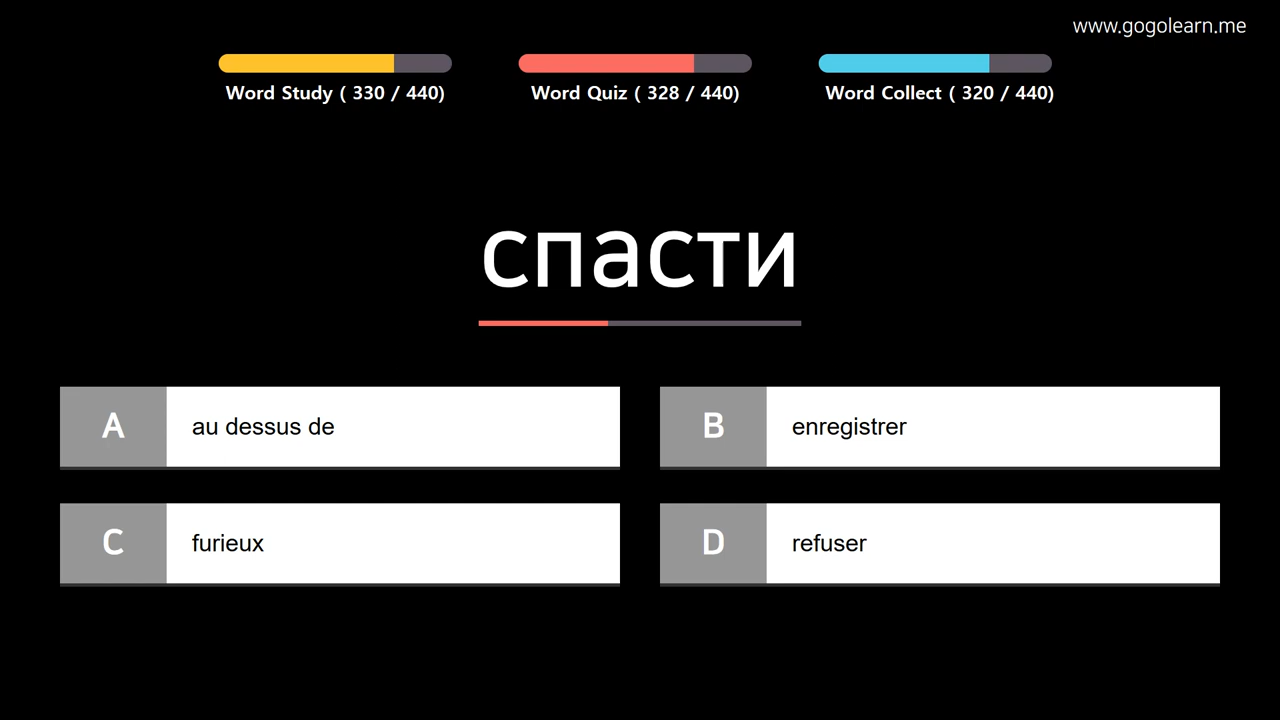 www.gogolearn.me
Word Study ( 330 / 440)
Word Quiz ( 328 / 440)
Word Collect ( 320 / 440)
спасти
A au dessus de
B enregistrer
C furieux
D refuser